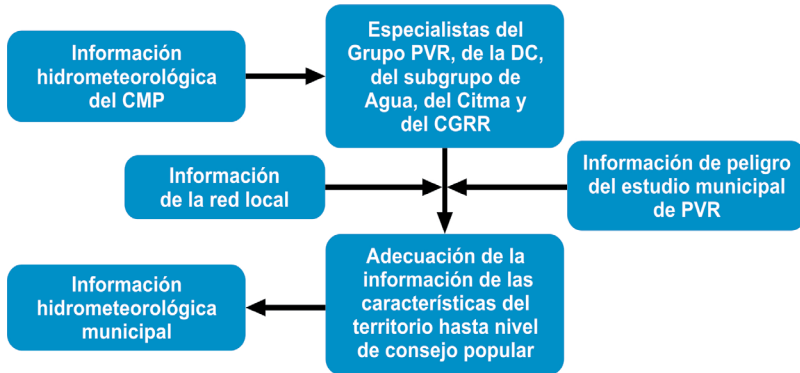 Información
hidrometeorológica
del CMP
Especialistas del
Grupo PVR, de la DC,
del subgrupo de
Agua, del Citma y
del CGRR
Información
de la red local
Información de peligro
del estudio municipal
de PVR
Adecuación de la
información de las
características del
territorio hasta nivel
de consejo popular
Información
hidrometeorológica
municipal